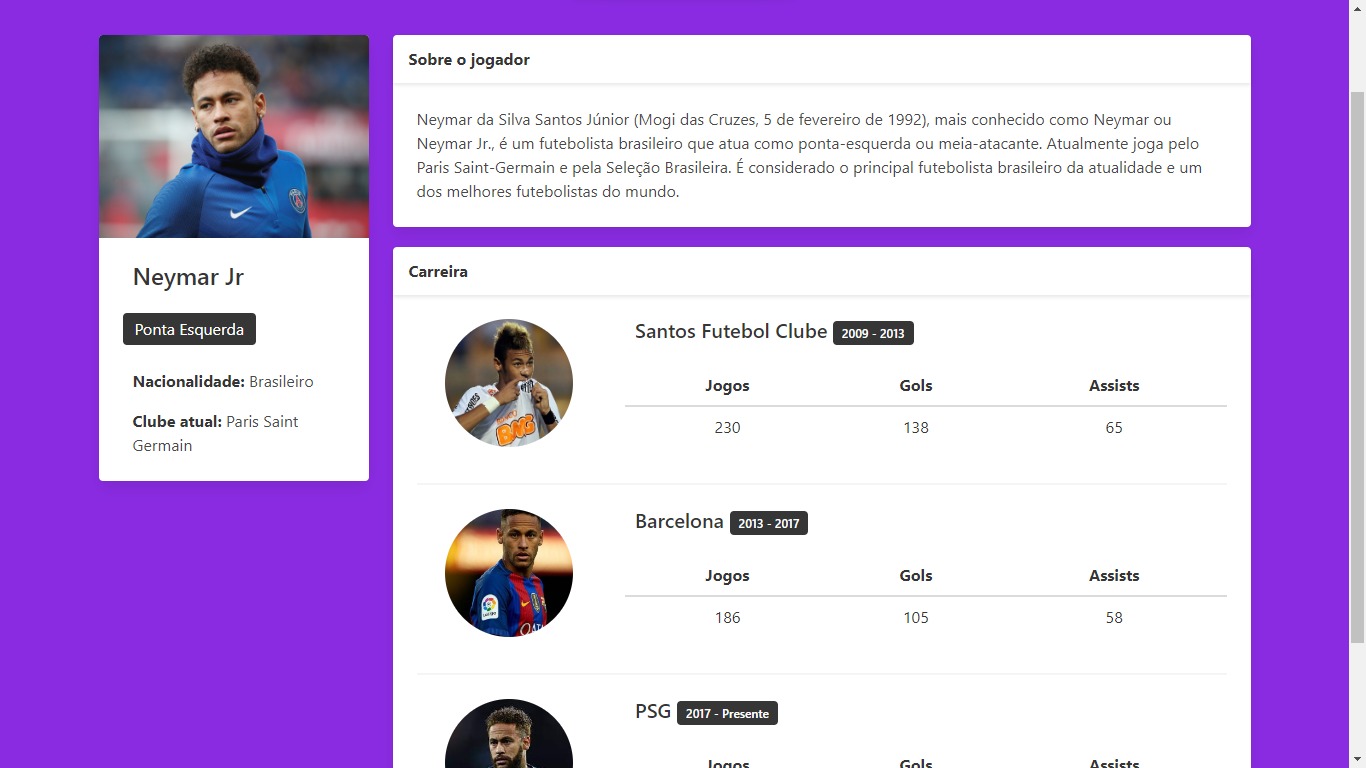 Neymar Jr
Ponta Esquerda
Nacionalidade: Brasileiro
Clube atual: Paris Saint
Germain
Sobre o jogador
Neymar da Silva Santos Júnior (Mogi das Cruzes, 5 de fevereiro de 1992), mais conhecido como Neymar ou
Neymar Jr., é um futebolista brasileiro que atua como ponta-esquerda ou meia-atacante. Atualmente joga pelo
Paris Saint-Germain e pela Seleção Brasileira. É considerado o principal futebolista brasileiro da atualidade e um
dos melhores futebolistas do mundo.
Carreira
Santos Futebol Clube 2009 - 2013
Jogos Gols Assists
230 138 65
BMG
Barcelona 2013 - 2017
Jogos Gols Assists
186 105 58
PSG 2017 - Presente
Jogos Gols Assists